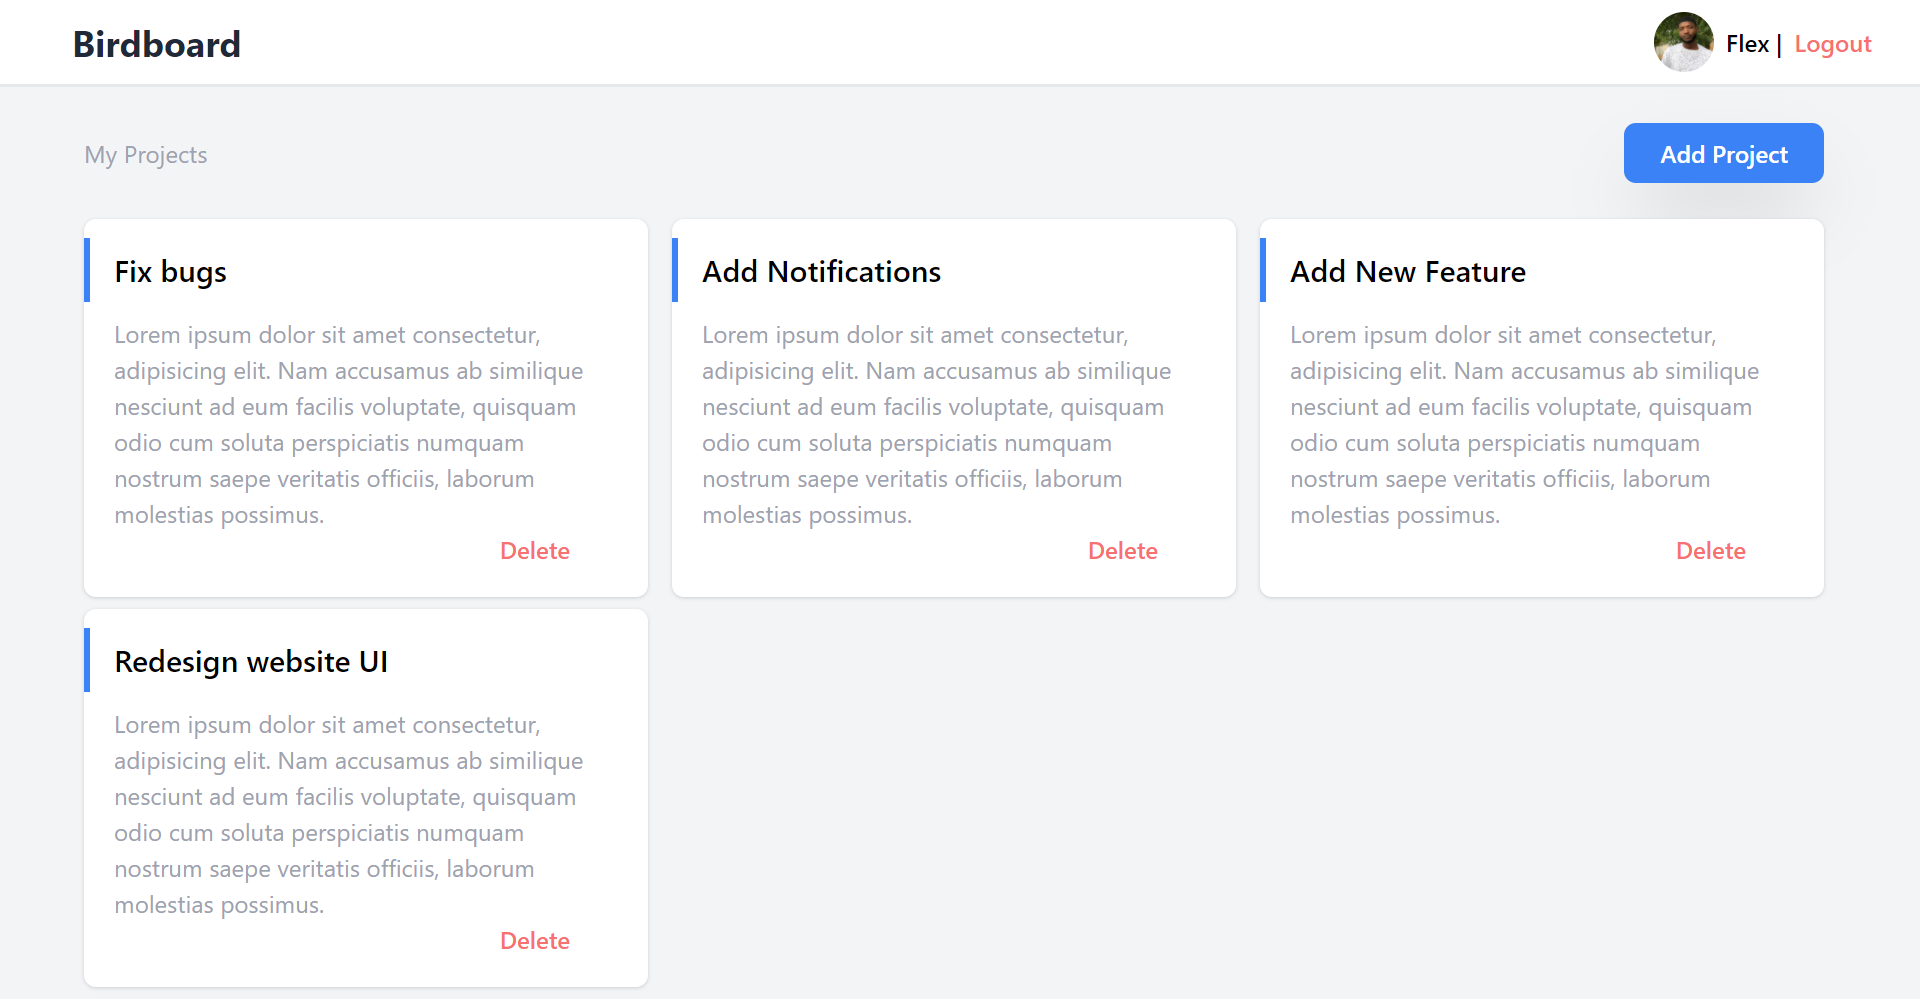 Birdboard
Flex | Logout
My Projects
Add Project
Fix bugs
Lorem ipsum dolor sit amet consectetur,
adipisicing elit. Nam accusamus ab similique
nesciunt ad eum facilis voluptate, quisquam
odio cum soluta perspiciatis numquam
nostrum saepe veritatis officiis, laborum
molestias possimus.
Delete
Add Notifications
Lorem ipsum dolor sit amet consectetur,
adipisicing elit. Nam accusamus ab similique
nesciunt ad eum facilis voluptate, quisquam
odio cum soluta perspiciatis numquam
nostrum saepe veritatis officiis, laborum
molestias possimus.
Delete
Add New Feature
Lorem ipsum dolor sit amet consectetur,
adipisicing elit. Nam accusamus ab similique
nesciunt ad eum facilis voluptate, quisquam
odio cum soluta perspiciatis numquam
nostrum saepe veritatis officiis, laborum
molestias possimus.
Delete
Redesign website UI
Lorem ipsum dolor sit amet consectetur,
adipisicing elit. Nam accusamus ab similique
nesciunt ad eum facilis voluptate, quisquam
odio cum soluta perspiciatis numquam
nostrum saepe veritatis officiis, laborum
molestias possimus.
Delete